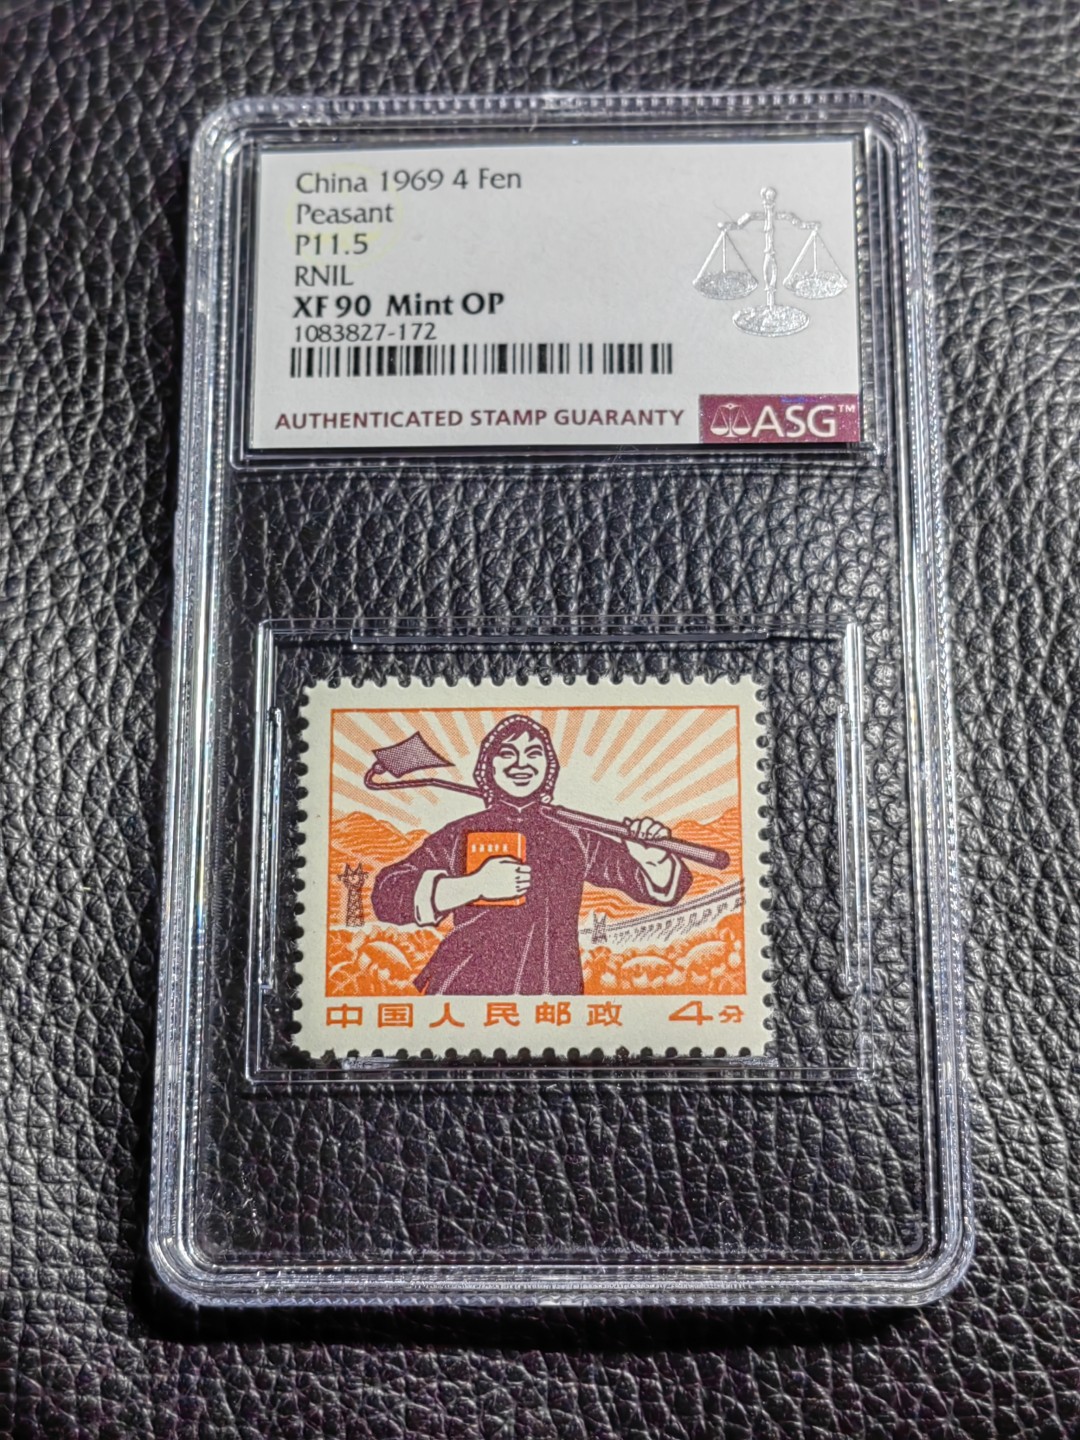 China 1969 4 Fen
Peasant
P11.5
RNIL
XF 90 Mint OP
1083827-172
AUTHENTICATED STAMP GUARANTY
ASG™
中国人民邮政 4分